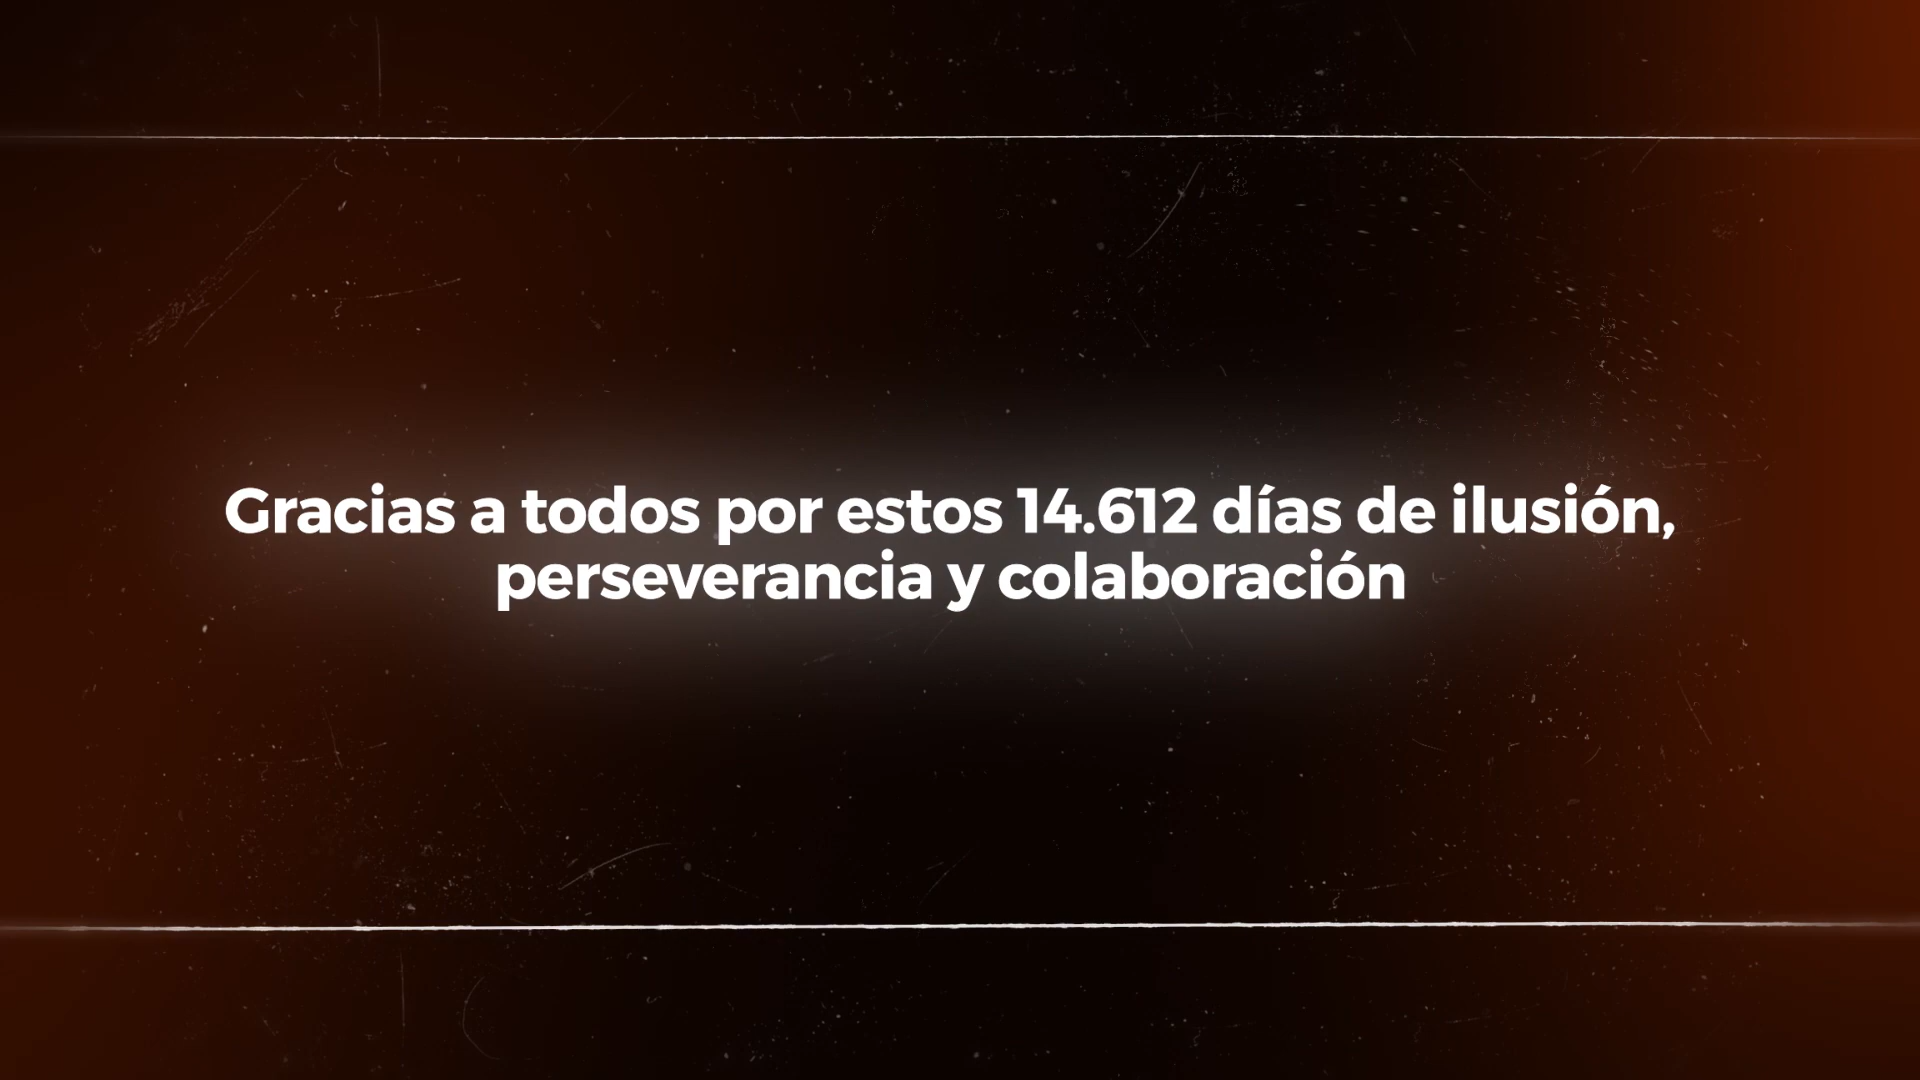 Gracias a todos por estos 14.612 días de ilusión,
perseverancia y colaboración